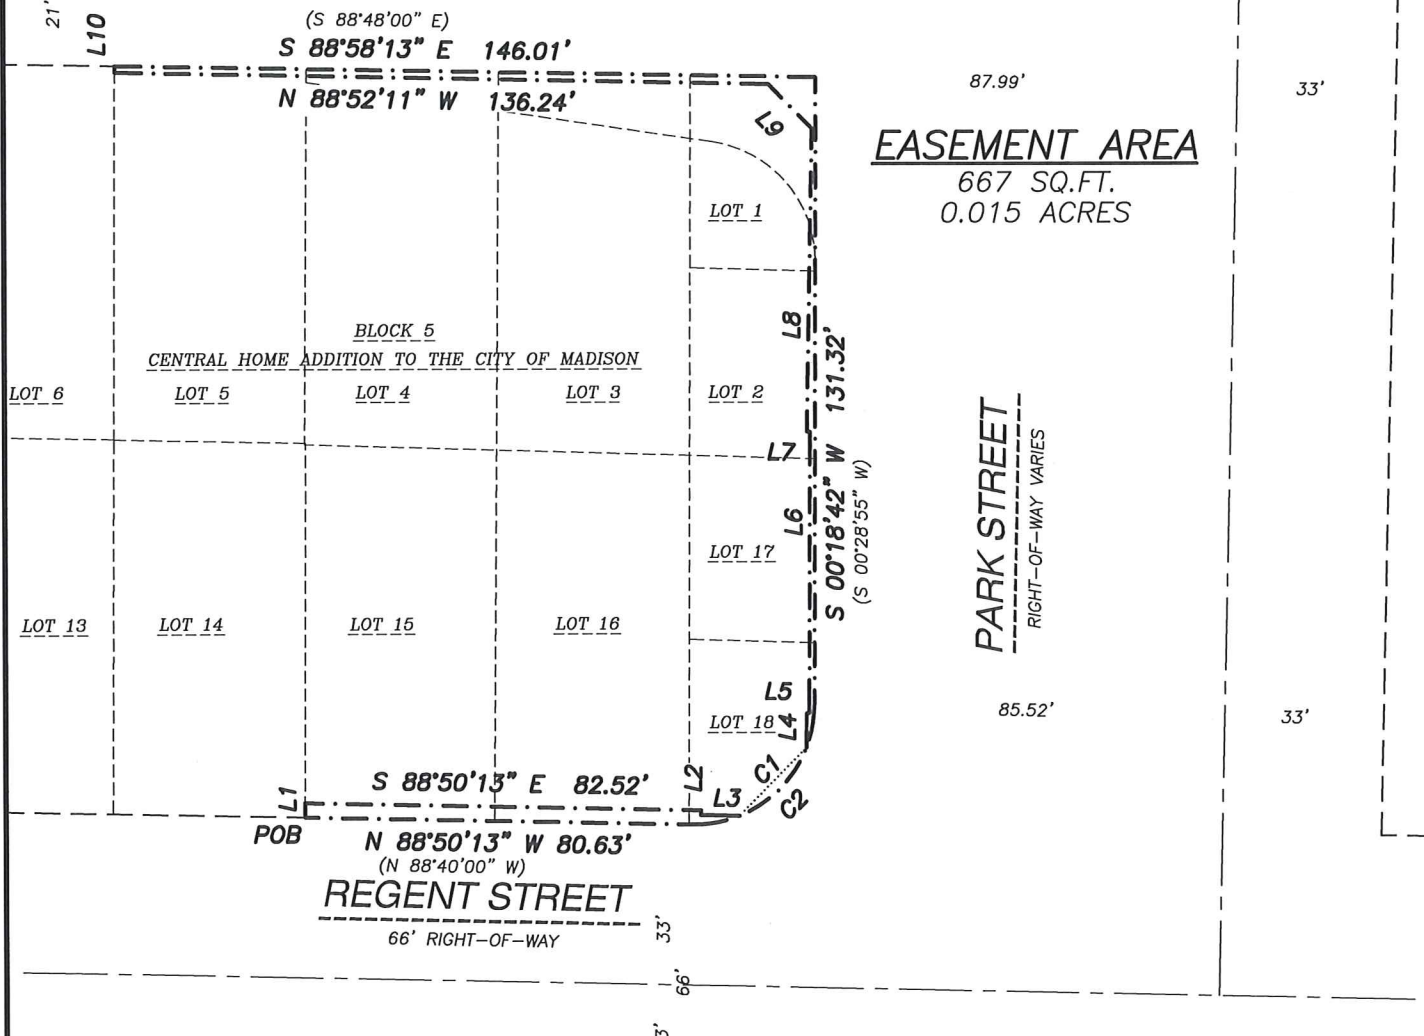 21'
L10
(S 88°48'00" E)
S 88°58'13" E 146.01'
N 88°52'11" W 136.24'
L9
87.99'
33'
EASEMENT AREA
667 SQ.FT.
0.015 ACRES
LOT 1
BLOCK 5
CENTRAL HOME ADDITION TO THE CITY OF MADISON
LOT 6
LOT 5
LOT 4
LOT 3
LOT 2
L8
S 00°18'42" W 131.32'
(S 00°28'55" W)
L7
L6
PARK STREET
RIGHT-OF-WAY VARIES
LOT 17
LOT 13
LOT 14
LOT 15
LOT 16
L5
LOT 18
L4
85.52'
33'
C1
C2
S 88°50'13" E 82.52'
L2
L1
L3
POB
N 88°50'13" W 80.63'
(N 88°40'00" W)
REGENT STREET
66' RIGHT-OF-WAY
33'
66'